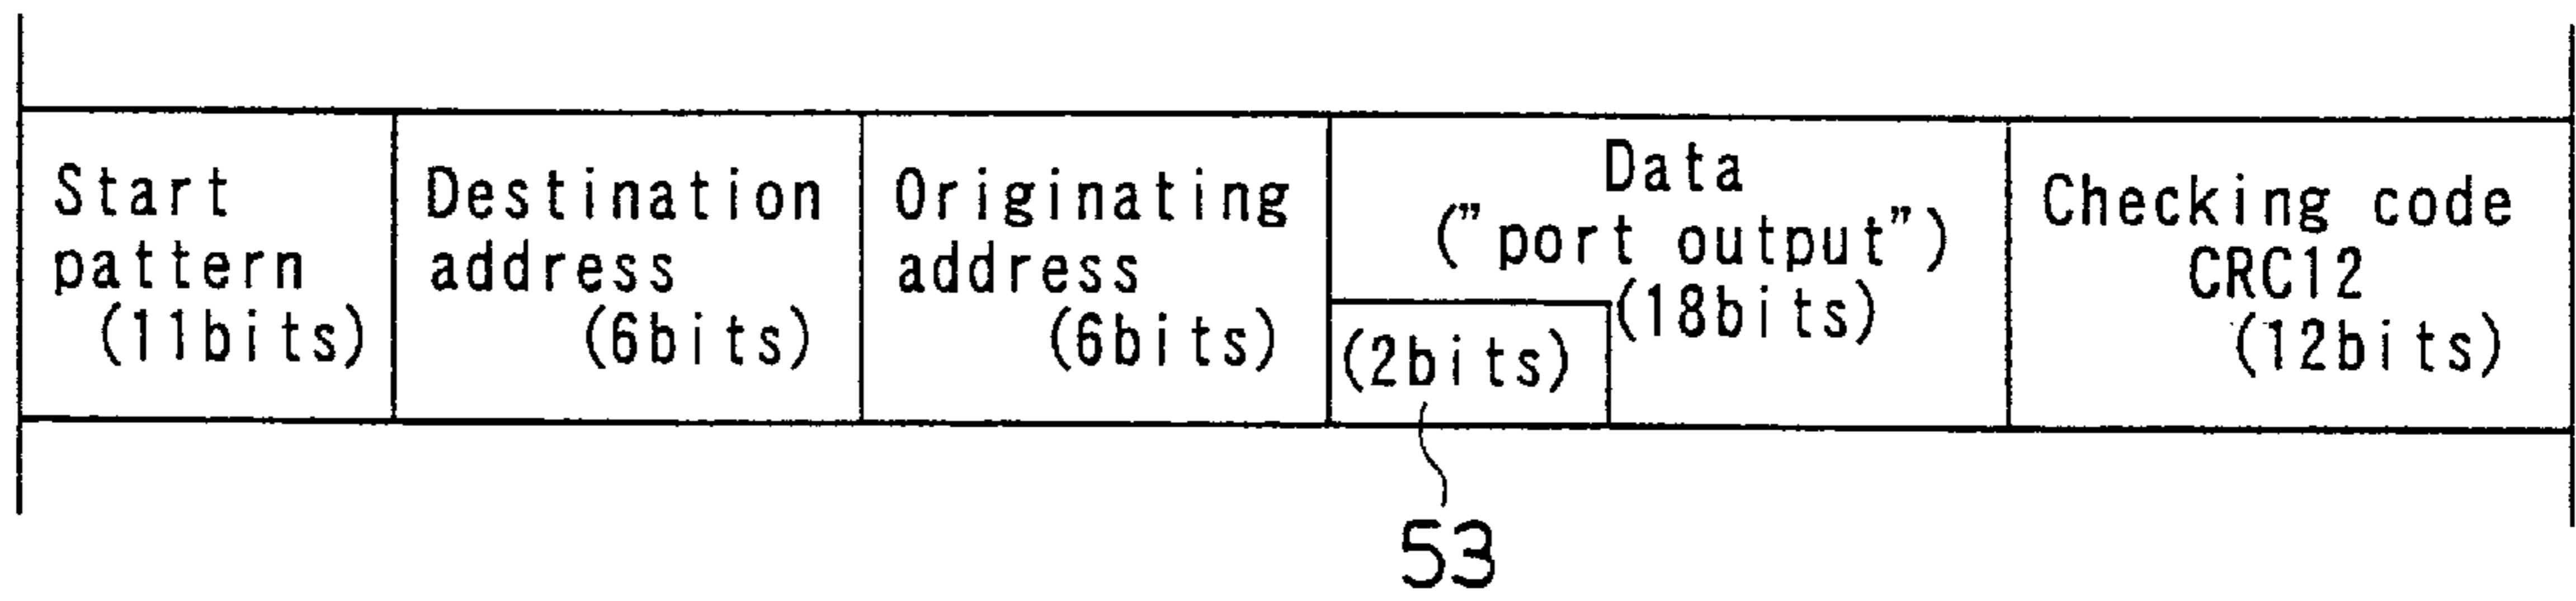 Start
pattern
(11bits)
Destination
address
(6bits)
Originating
address
(6bits)
Data
("port output")
(18bits)
(2bits)
Checking code
CRC12
(12bits)
53